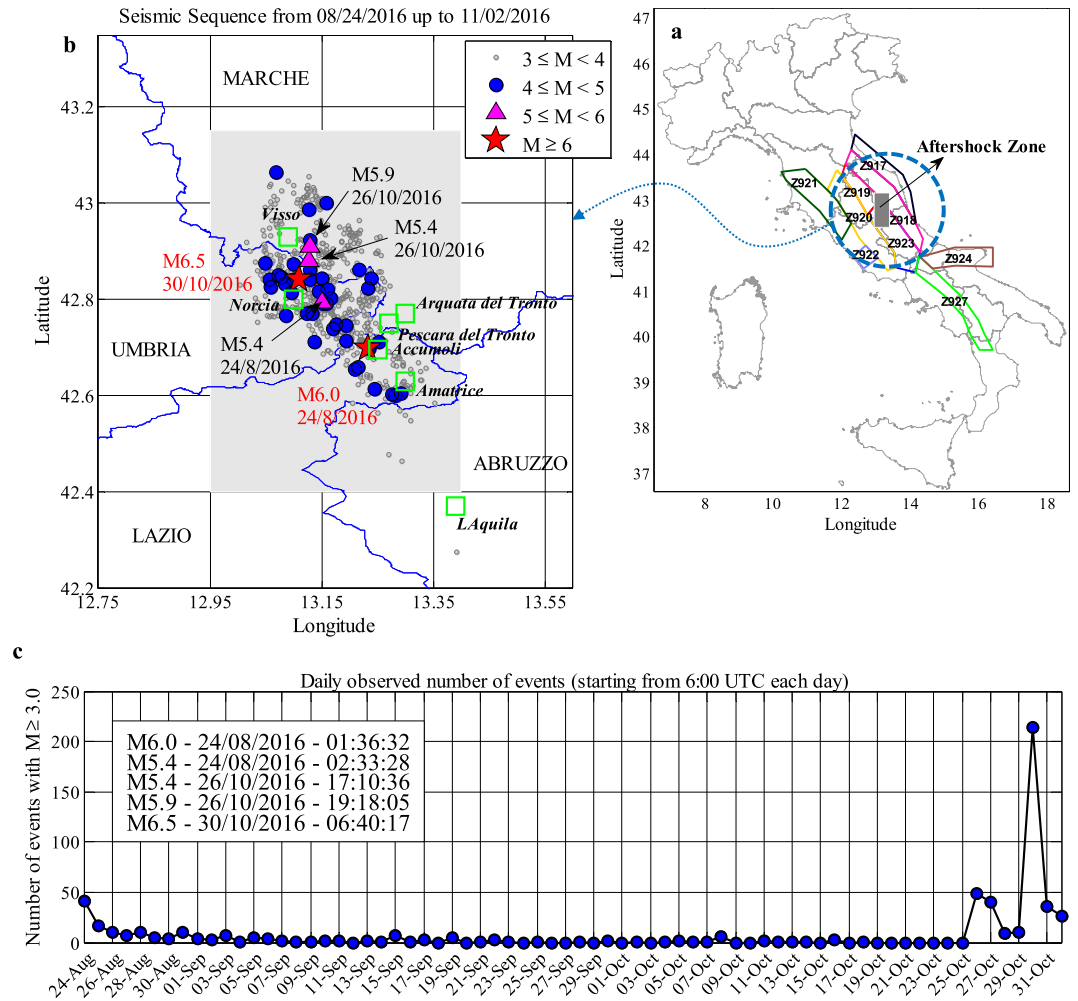 Seismic Sequence from 08/24/2016 up to 11/02/2016
b
3 ≤ M < 4
4 ≤ M < 5
5 ≤ M < 6
M ≥ 6
MARCHE
43.2
43
42.8
42.6
42.4
42.2
Latitude
M5.9
26/10/2016
Visso
M5.4
26/10/2016
M6.5
30/10/2016
Norcia
Arquata del Tronto
Pescara del Tronto
Accumoli
UMBRIA
M5.4
24/8/2016
Amatrice
M6.0
24/8/2016
ABRUZZO
LAZIO
LAquila
12.75
12.95
13.15
13.35
13.55
Longitude
a
47
46
45
44
43
42
41
40
39
38
37
Latitude
Aftershock Zone
Z917
Z921
Z919
Z920
Z918
Z923
Z922
Z924
Z927
8
10
12
14
16
18
Longitude
c
Daily observed number of events (starting from 6:00 UTC each day)
250
200
150
100
50
0
Number of events with M ≥ 3.0
M6.0 - 24/08/2016 - 01:36:32
M5.4 - 24/08/2016 - 02:33:28
M5.4 - 26/10/2016 - 17:10:36
M5.9 - 26/10/2016 - 19:18:05
M6.5 - 30/10/2016 - 06:40:17
24-Aug
26-Aug
28-Aug
30-Aug
01-Sep
03-Sep
05-Sep
07-Sep
09-Sep
11-Sep
13-Sep
15-Sep
17-Sep
19-Sep
21-Sep
23-Sep
25-Sep
27-Sep
29-Sep
01-Oct
03-Oct
05-Oct
07-Oct
09-Oct
11-Oct
13-Oct
15-Oct
17-Oct
19-Oct
21-Oct
23-Oct
25-Oct
27-Oct
29-Oct
31-Oct